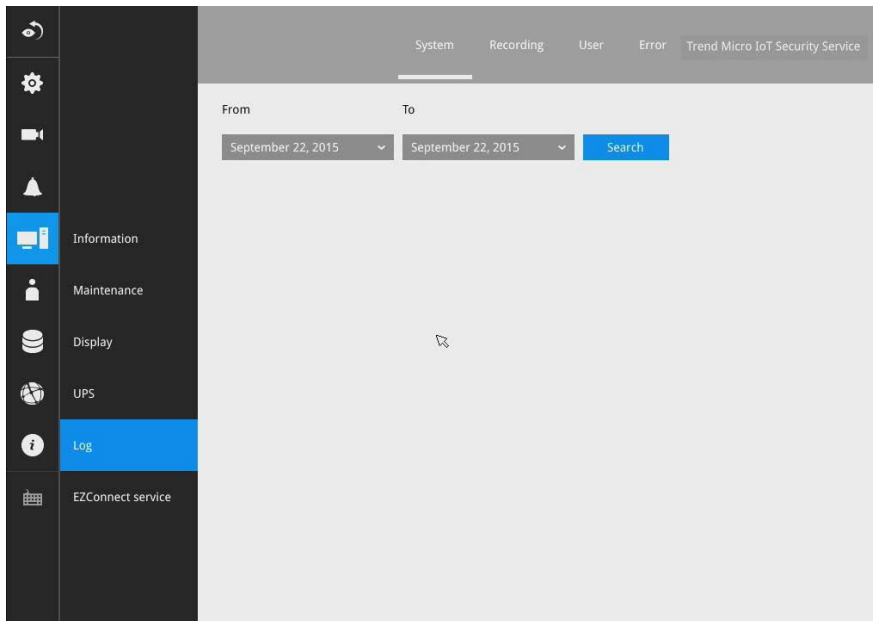 System Recording User Error Trend Micro IoT Security Service
From To
September 22, 2015 September 22, 2015 Search
Information
Maintenance
Display
UPS
Log
EZConnect service